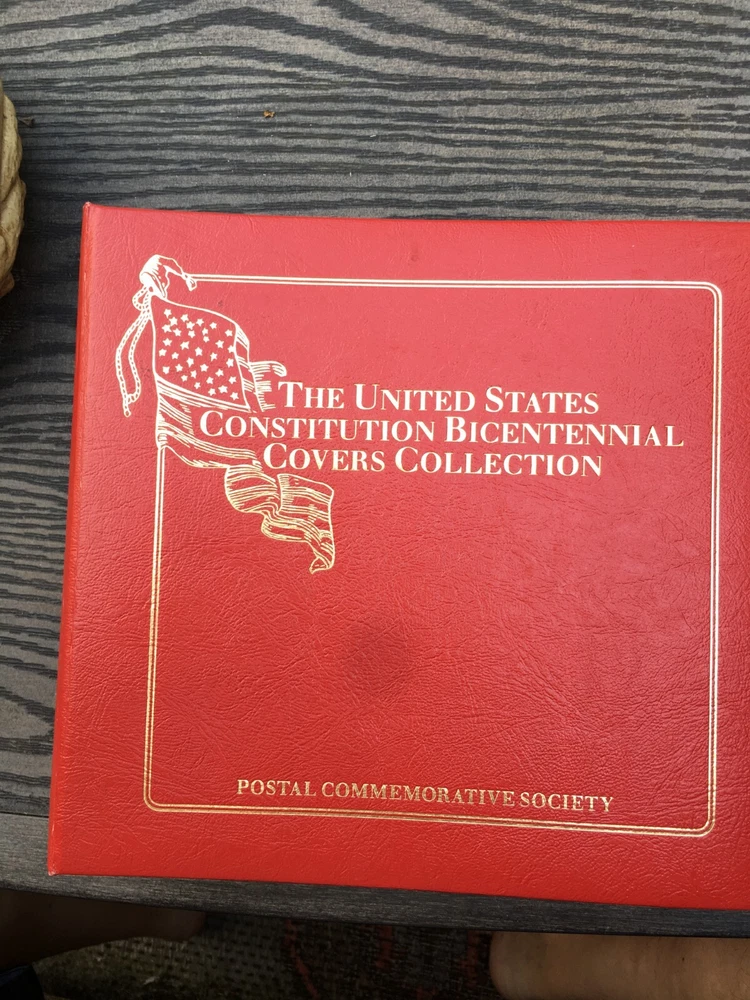 THE UNITED STATES
CONSTITUTION BICENTENNIAL
COVERS COLLECTION
POSTAL COMMEMORATIVE SOCIETY